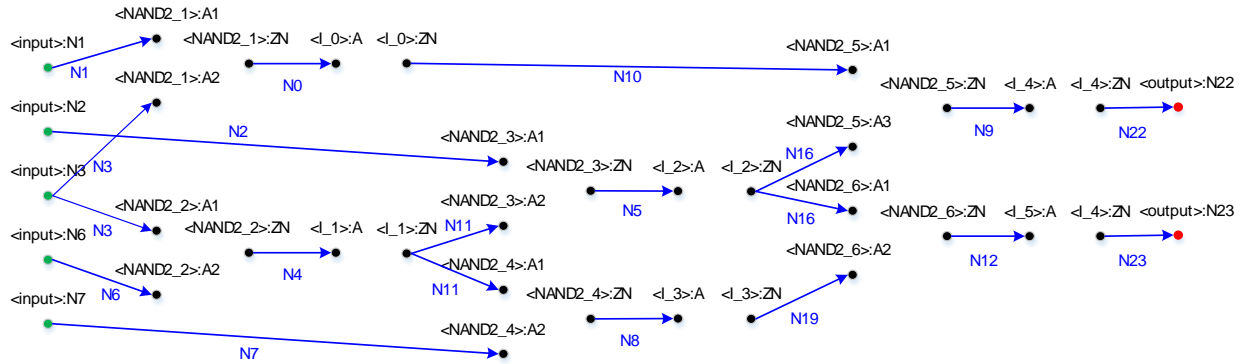 <NAND2_1>:A1
<input>:N1
<NAND2_1>:ZN
<I_0>:A
<I_0>:ZN
<NAND2_5>:A1
N1
<NAND2_1>:A2
N0
N10
<NAND2_5>:ZN
<I_4>:A
<I_4>:ZN
<output>:N22
<input>:N2
N2
<NAND2_5>:A3
N9
N22
<NAND2_3>:A1
<input>:N3
N3
<NAND2_3>:ZN
<I_2>:A
<I_2>:ZN
N16
<NAND2_6>:A1
<NAND2_2>:A1
<NAND2_3>:A2
N5
N16
<NAND2_6>:ZN
<I_5>:A
<I_4>:ZN
<output>:N23
N3
<NAND2_2>:ZN
<I_1>:A
<I_1>:ZN
N11
<input>:N6
<NAND2_2>:A2
N4
<NAND2_4>:A1
<NAND2_6>:A2
N12
N23
N6
N11
<NAND2_4>:ZN
<I_3>:A
<I_3>:ZN
<input>:N7
N19
N7
<NAND2_4>:A2
N8